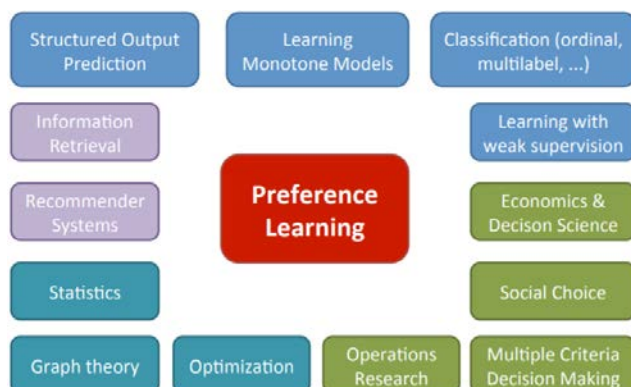 Structured Output
Prediction
Learning
Monotone Models
Classification (ordinal,
multilabel, ...)
Information
Retrieval
Learning with
weak supervision
Preference
Learning
Recommender
Systems
Economics &
Decison Science
Statistics
Social Choice
Graph theory
Optimization
Operations
Research
Multiple Criteria
Decision Making